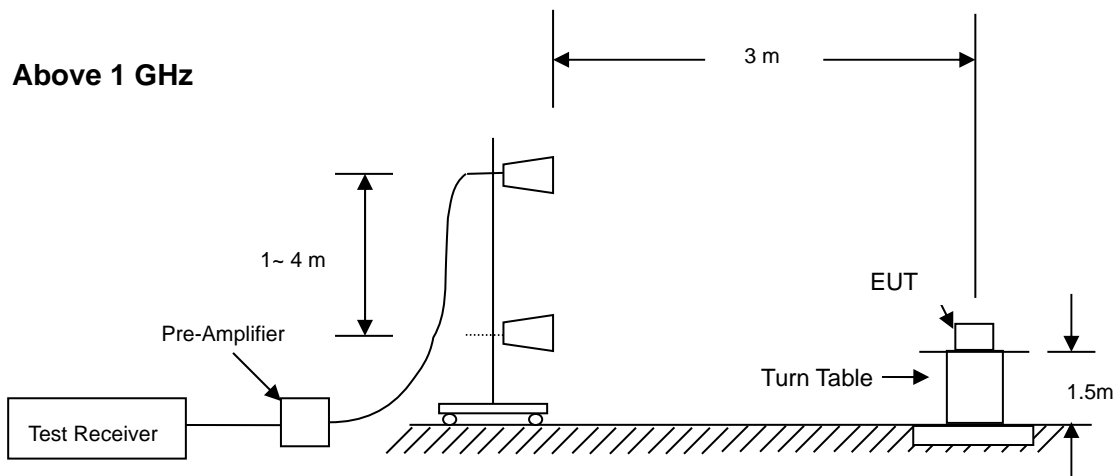 3 m
Above 1 GHz
1~ 4 m
EUT
Pre-Amplifier
Turn Table
1.5m
Test Receiver